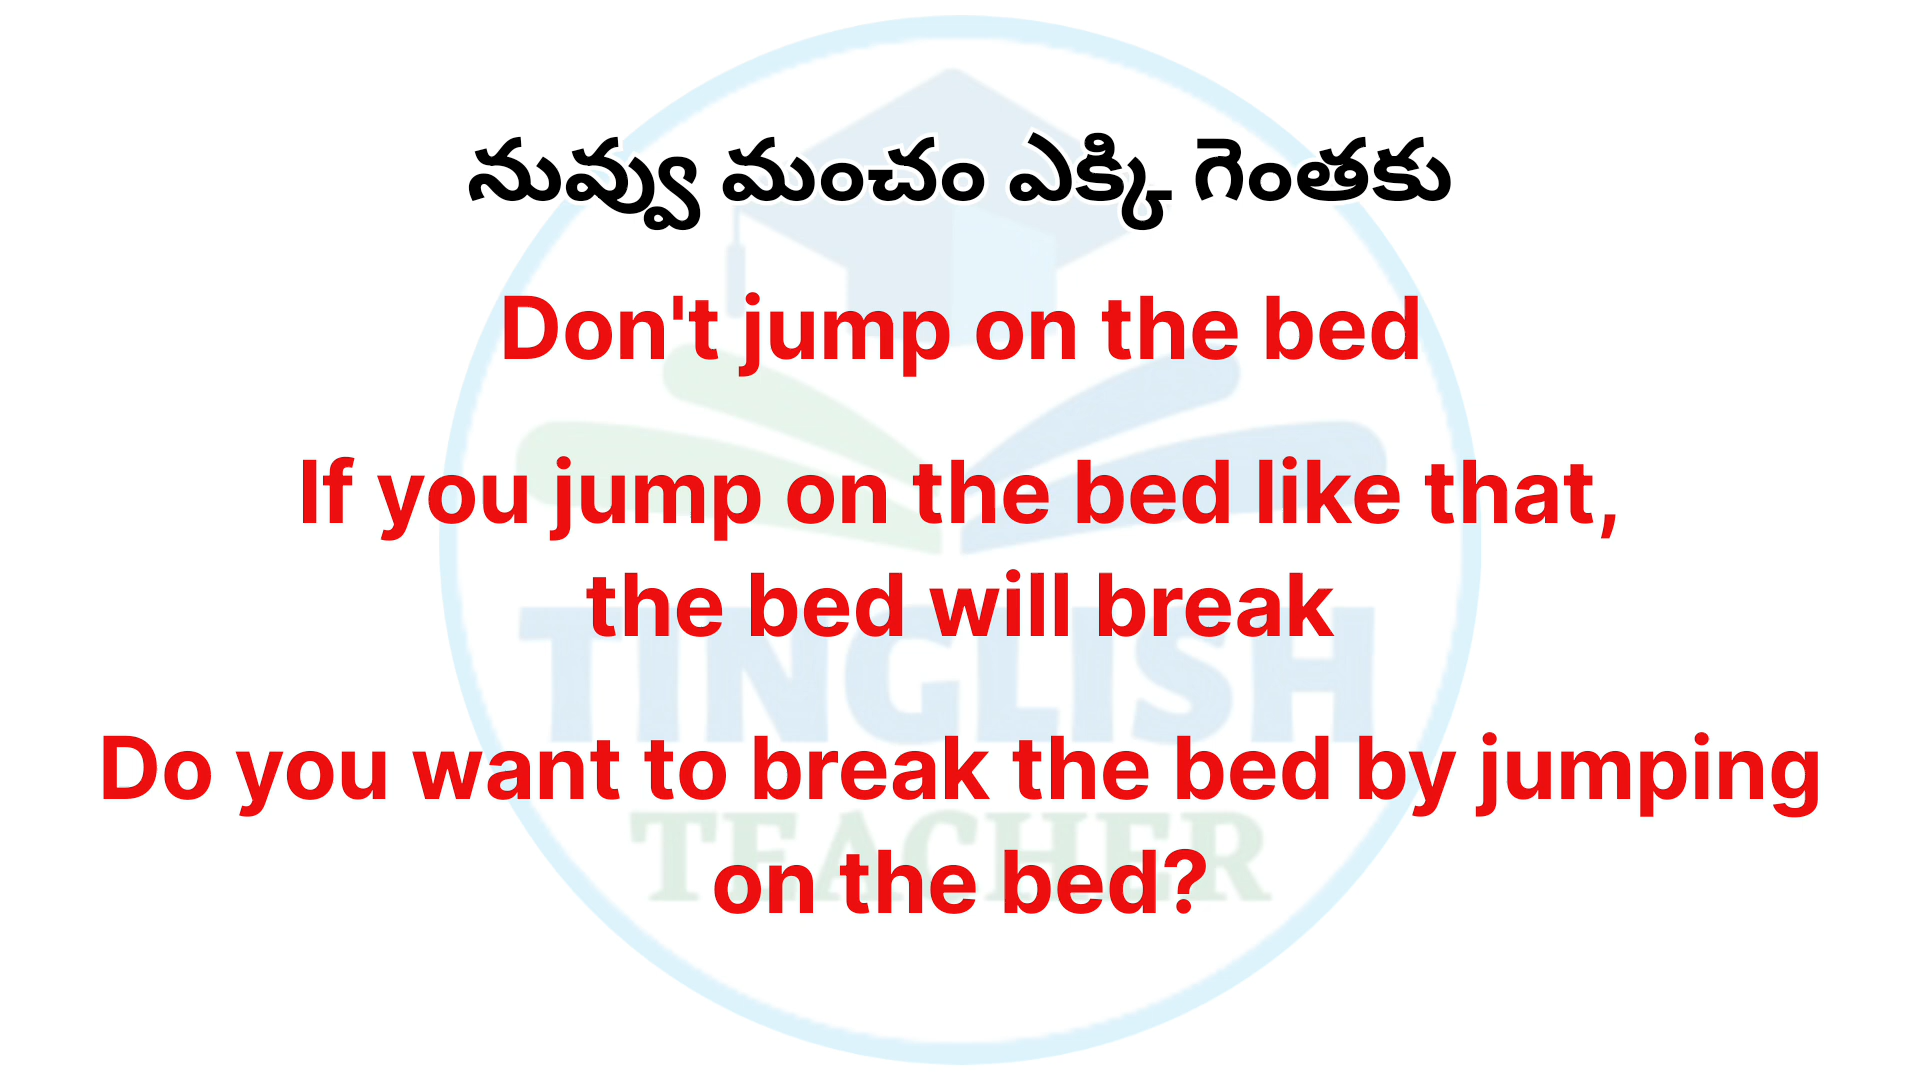 నువ్వు మంచం ఎక్కి గెంతకు
Don't jump on the bed
If you jump on the bed like that,
the bed will break
Do you want to break the bed by jumping
on the bed?
TINGLISH
TEACHER